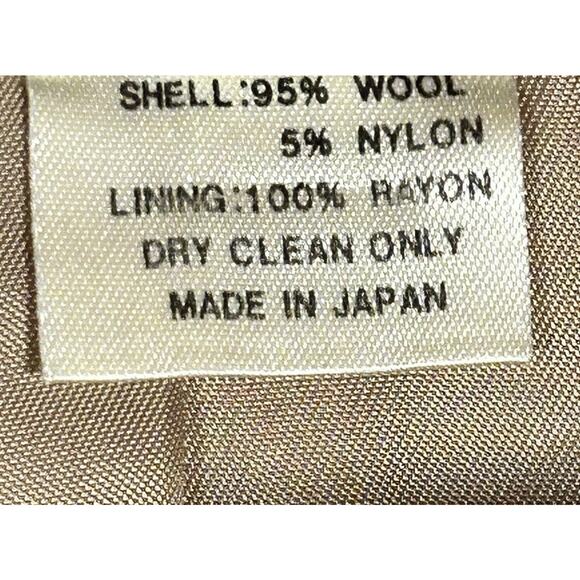 SHELL:95% WOOL
5% NYLON
LINING:100% RAYON
DRY CLEAN ONLY
MADE IN JAPAN